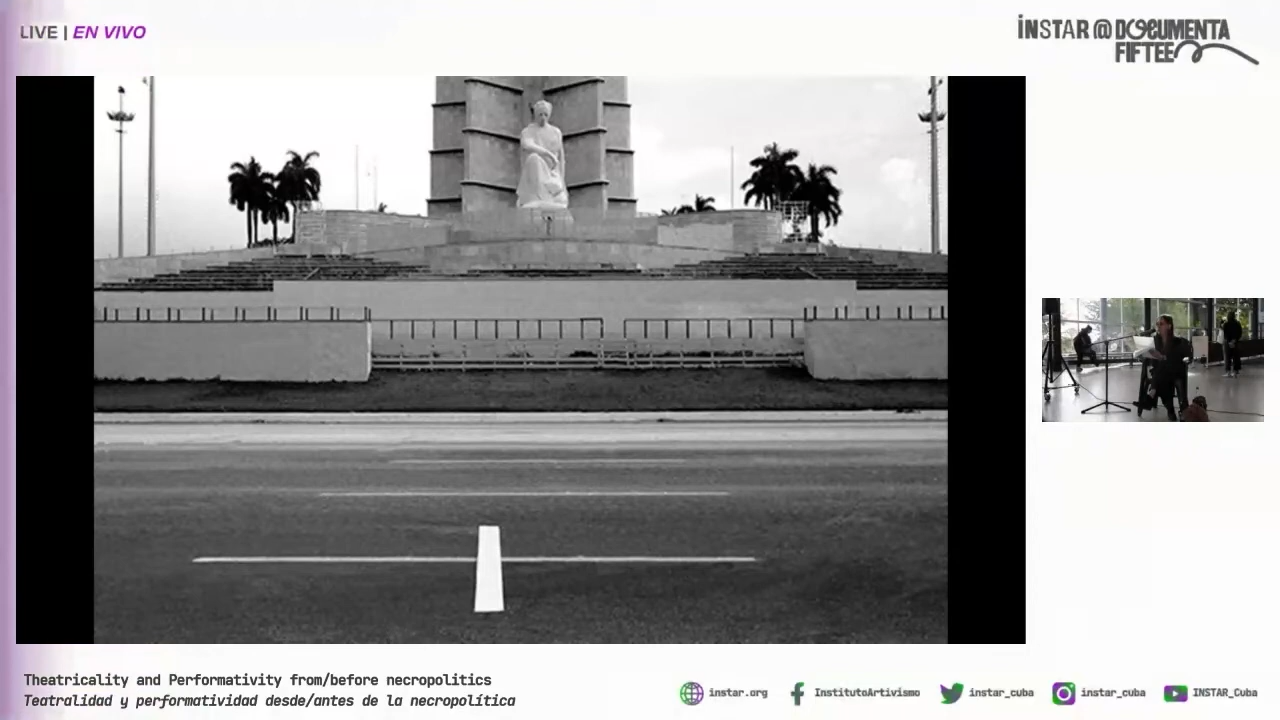 LIVE | EN VIVO
INSTAR @ DOCUMENTA
FIFTEEN
Theatricality and Performativity from/before necropolitics
Teatralidad y performatividad desde/antes de la necropolítica
instar.org
InstitutoArtivismo
instar_cuba
instar_cuba
INSTAR_Cuba